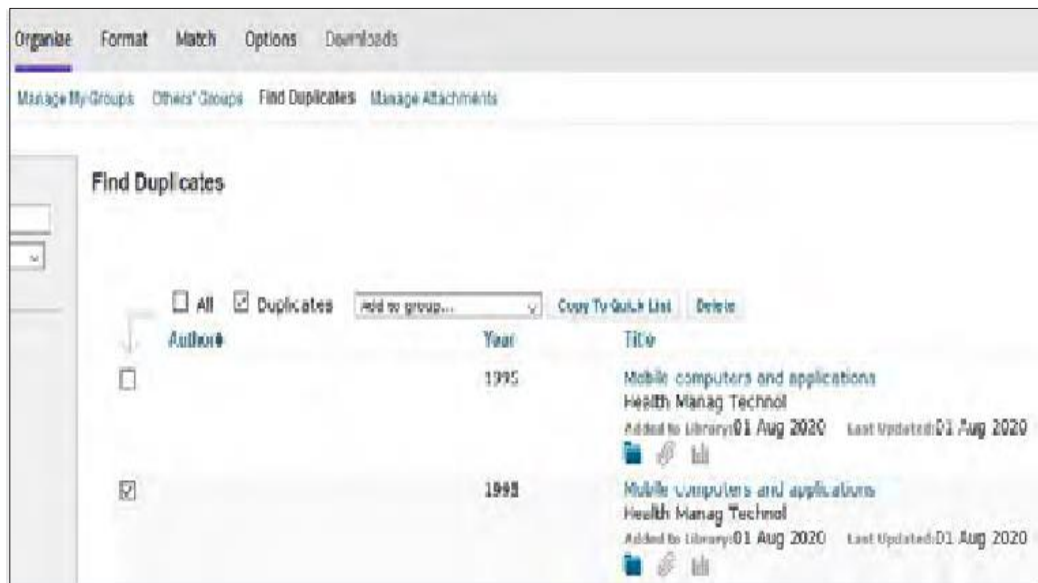 Organize Format Match Options Downloads
Manage My Groups Others' Groups Find Duplicates Manage Attachments
Find Duplicates
All Duplicates Add to group... Copy To Quick List Delete
Author Year Title
1995 Mobile computers and applications
Health Manag Technol
Added to Library:01 Aug 2020 Last Updated:01 Aug 2020
1995 Mobile computers and applications
Health Manag Technol
Added to Library:01 Aug 2020 Last Updated:01 Aug 2020